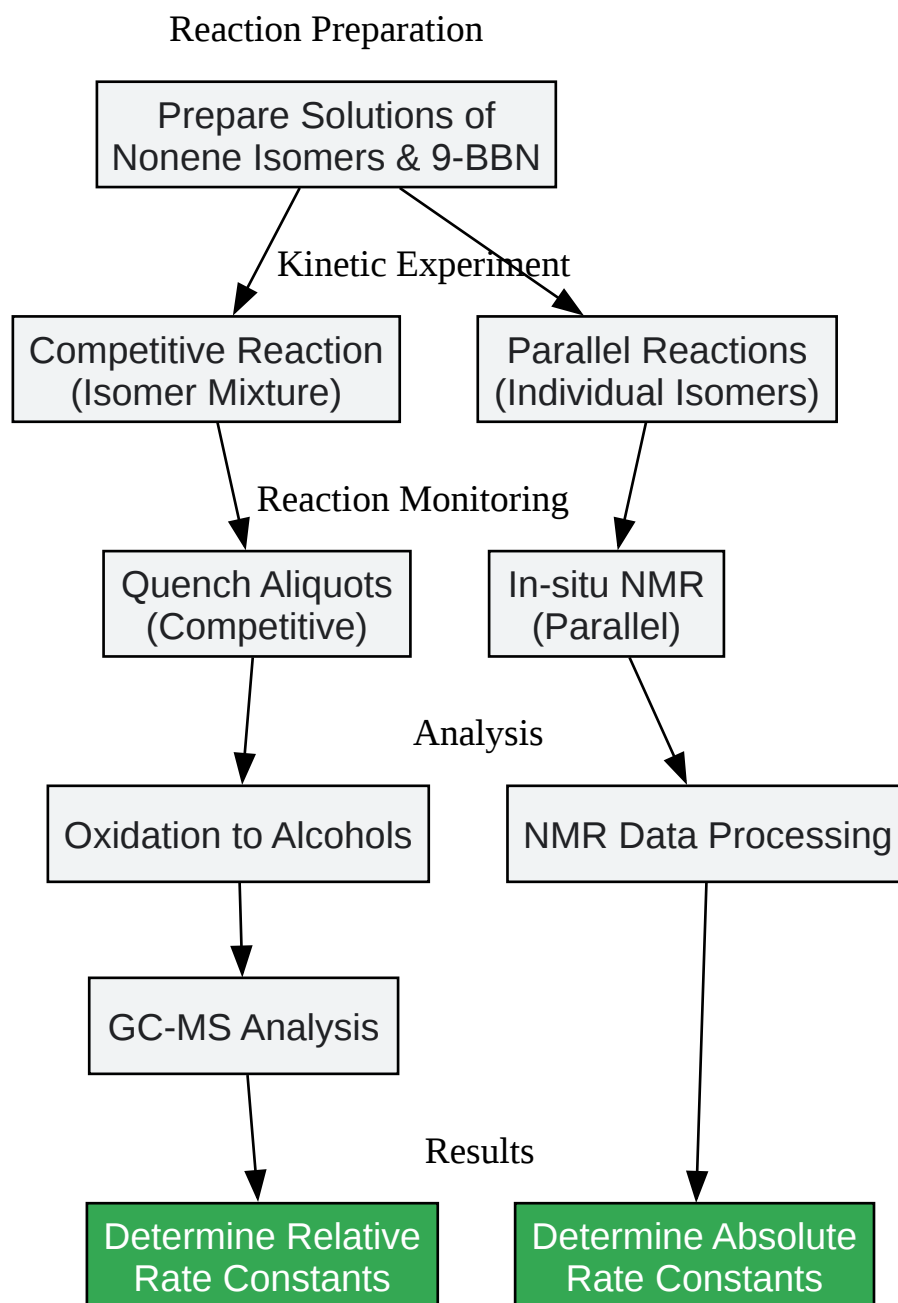 Reaction Preparation
Prepare Solutions of
Nonene Isomers & 9-BBN
Kinetic Experiment
Competitive Reaction
(Isomer Mixture)
Parallel Reactions
(Individual Isomers)
Reaction Monitoring
Quench Aliquots
(Competitive)
In-situ NMR
(Parallel)
Analysis
Oxidation to Alcohols
NMR Data Processing
GC-MS Analysis
Results
Determine Relative
Rate Constants
Determine Absolute
Rate Constants